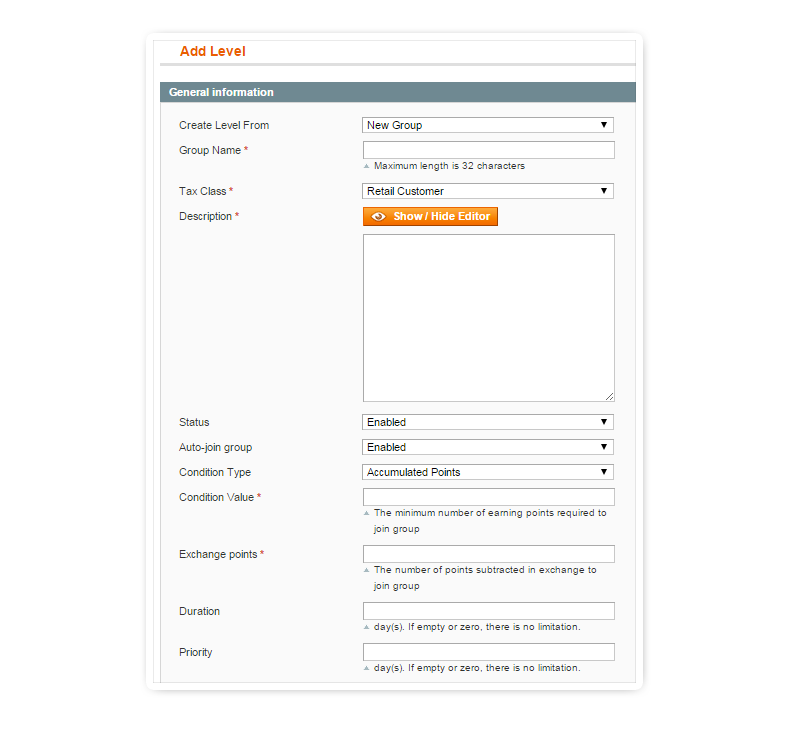 Add Level
General information
Create Level From New Group
Group Name *
Maximum length is 32 characters
Tax Class * Retail Customer
Description * Show / Hide Editor
Status Enabled
Auto-join group Enabled
Condition Type Accumulated Points
Condition Value *
The minimum number of earning points required to
join group
Exchange points *
The number of points subtracted in exchange to
join group
Duration
day(s). If empty or zero, there is no limitation.
Priority
day(s). If empty or zero, there is no limitation.